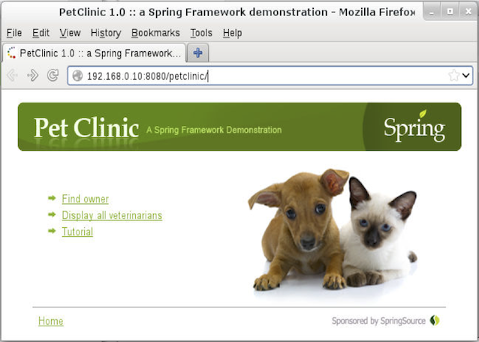 PetClinic 1.0 :: a Spring Framework demonstration - Mozilla Firefox
File Edit View History Bookmarks Tools Help
PetClinic 1.0 :: a Spring Framework...
192.168.0.10:8080/petclinic/
Pet Clinic A Spring Framework Demonstration Spring
Find owner
Display all veterinarians
Tutorial
Home Sponsored by SpringSource